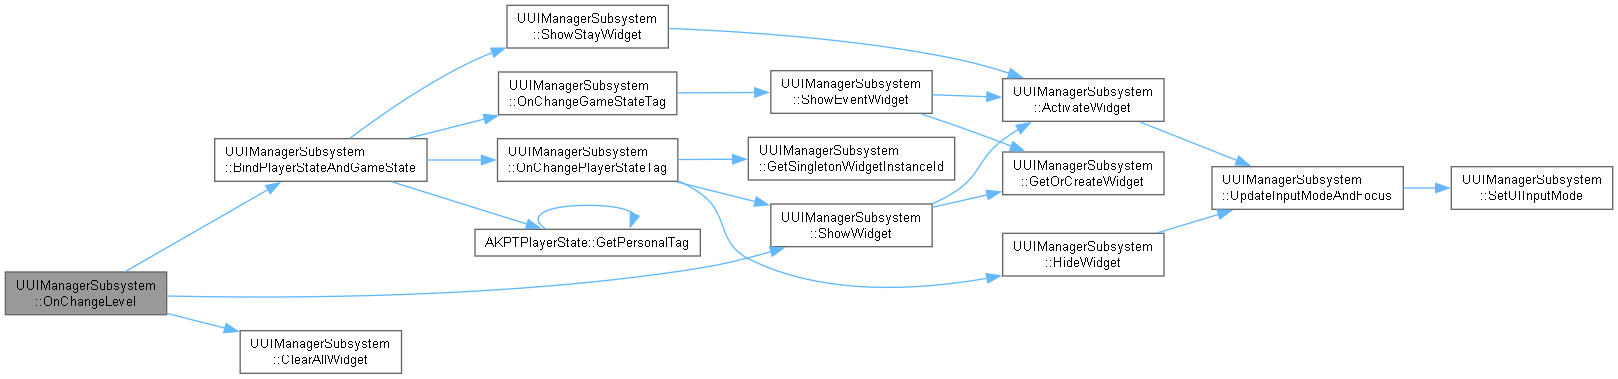 UUIManagerSubsystem
::ShowStayWidget
UUIManagerSubsystem
::OnChangeGameStateTag
UUIManagerSubsystem
::ShowEventWidget
UUIManagerSubsystem
::ActivateWidget
UUIManagerSubsystem
::BindPlayerStateAndGameState
UUIManagerSubsystem
::OnChangePlayerStateTag
UUIManagerSubsystem
::GetSingletonWidgetInstanceId
UUIManagerSubsystem
::GetOrCreateWidget
UUIManagerSubsystem
::UpdateInputModeAndFocus
UUIManagerSubsystem
::SetUIInputMode
UUIManagerSubsystem
::ShowWidget
AKPTPlayerState::GetPersonalTag
UUIManagerSubsystem
::HideWidget
UUIManagerSubsystem
::OnChangeLevel
UUIManagerSubsystem
::ClearAllWidget